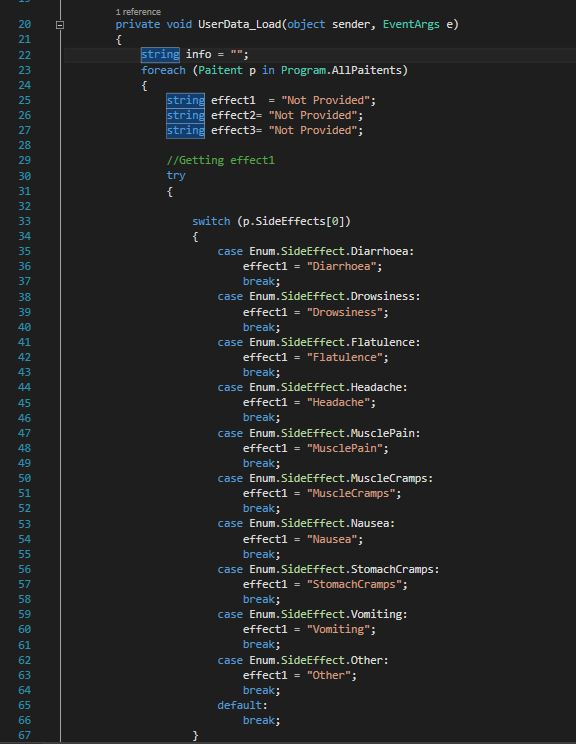 1 reference
20 private void UserData_Load(object sender, EventArgs e)
21 {
22 string info = "";
23 foreach (Paitent p in Program.AllPaitents)
24 {
25 string effect1  = "Not Provided";
26 string effect2= "Not Provided";
27 string effect3= "Not Provided";
28
29 //Getting effect1
30 try
31 {
32
33 switch (p.SideEffects[0])
34 {
35 case Enum.SideEffect.Diarrhoea:
36 effect1 = "Diarrhoea";
37 break;
38 case Enum.SideEffect.Drowsiness:
39 effect1 = "Drowsiness";
40 break;
41 case Enum.SideEffect.Flatulence:
42 effect1 = "Flatulence";
43 break;
44 case Enum.SideEffect.Headache:
45 effect1 = "Headache";
46 break;
47 case Enum.SideEffect.MusclePain:
48 effect1 = "MusclePain";
49 break;
50 case Enum.SideEffect.MuscleCramps:
51 effect1 = "MuscleCramps";
52 break;
53 case Enum.SideEffect.Nausea:
54 effect1 = "Nausea";
55 break;
56 case Enum.SideEffect.StomachCramps:
57 effect1 = "StomachCramps";
58 break;
59 case Enum.SideEffect.Vomiting:
60 effect1 = "Vomiting";
61 break;
62 case Enum.SideEffect.Other:
63 effect1 = "Other";
64 break;
65 default:
66 break;
67 }